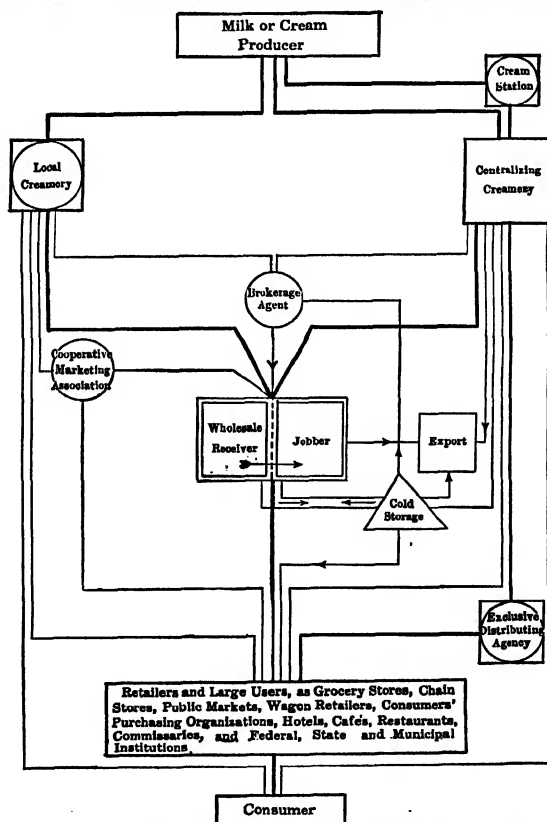 Milk or Cream
Producer
Cream
Station
Local
Creamery
Centralizing
Creamery
Brokerage
Agent
Cooperative
Marketing
Association
Wholesale
Receiver
Jobber
Export
Cold
Storage
Exclusive
Distributing
Agency
Retailers and Large Users, as Grocery Stores, Chain
Stores, Public Markets, Wagon Retailers, Consumers'
Purchasing Organizations, Hotels, Cafés, Restaurants,
Commissaries, and Federal, State and Municipal
Institutions
Consumer